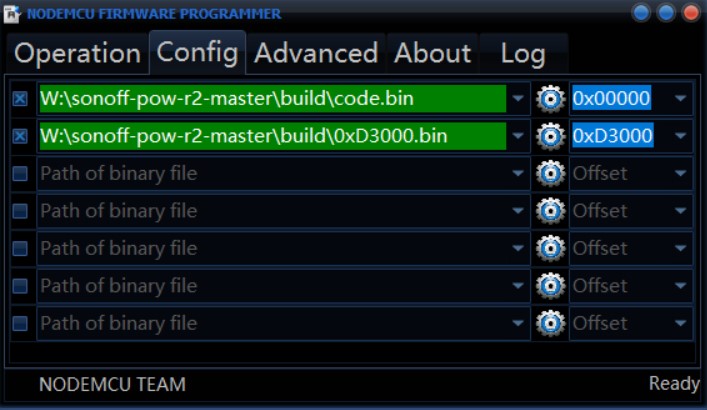 NODEMCU FIRMWARE PROGRAMMER
Operation Config Advanced About Log
W:\sonoff-pow-r2-master\build\code.bin 0x00000
W:\sonoff-pow-r2-master\build\0xD3000.bin 0xD3000
Path of binary file Offset
Path of binary file Offset
Path of binary file Offset
Path of binary file Offset
Path of binary file Offset
NODEMCU TEAM Ready